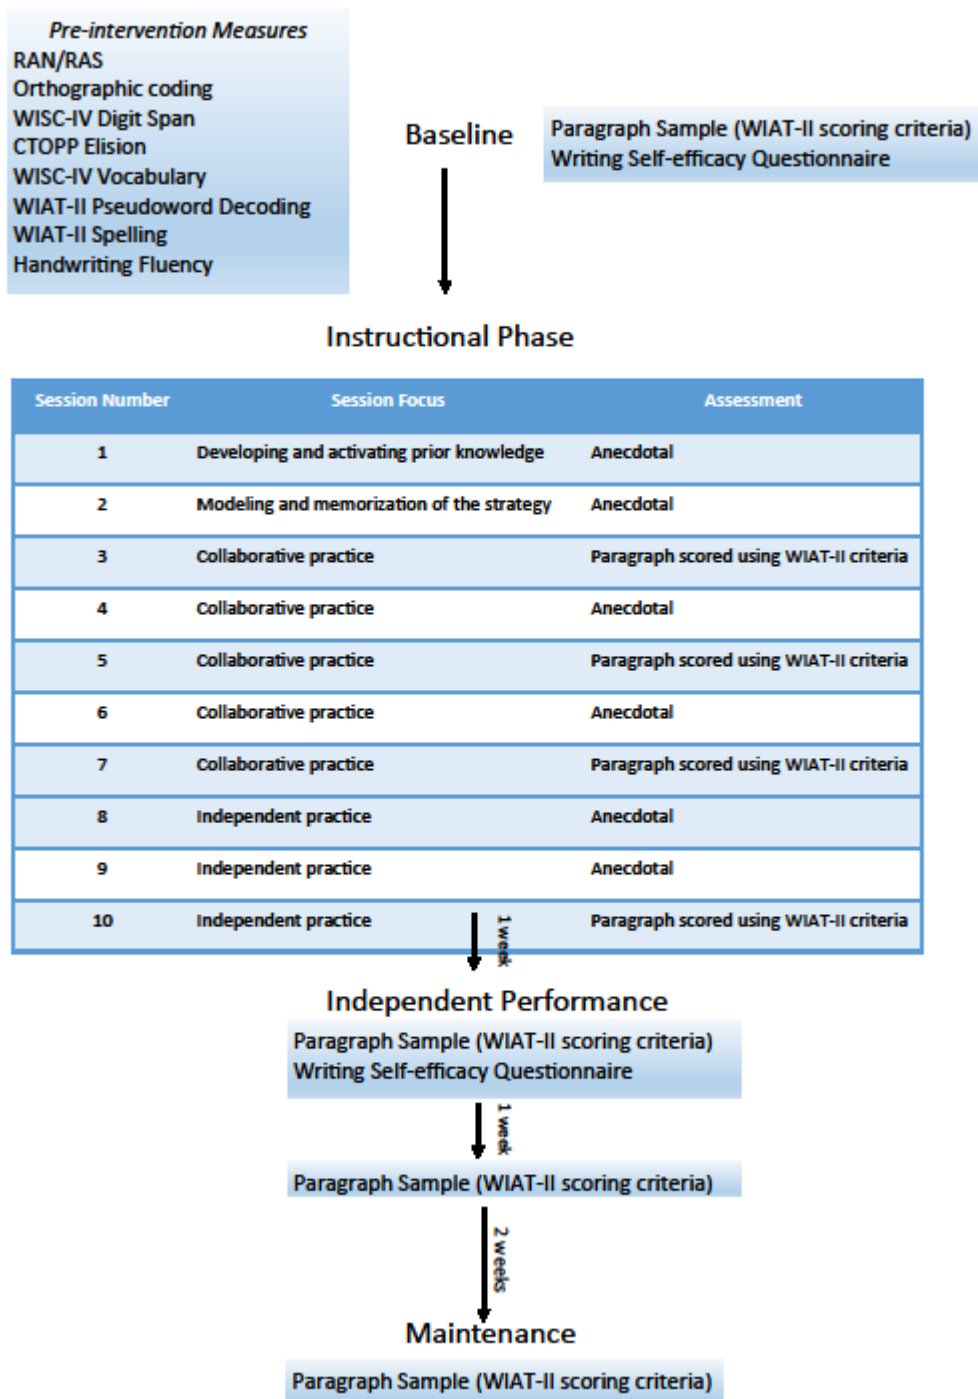 Pre-intervention Measures
RAN/RAS
Orthographic coding
WISC-IV Digit Span
CTOPP Elision
WISC-IV Vocabulary
WIAT-II Pseudoword Decoding
WIAT-II Spelling
Handwriting Fluency
Baseline
Paragraph Sample (WIAT-II scoring criteria)
Writing Self-efficacy Questionnaire
Instructional Phase
Session Number Session Focus Assessment
1 Developing and activating prior knowledge Anecdotal
2 Modeling and memorization of the strategy Anecdotal
3 Collaborative practice Paragraph scored using WIAT-II criteria
4 Collaborative practice Anecdotal
5 Collaborative practice Paragraph scored using WIAT-II criteria
6 Collaborative practice Anecdotal
7 Collaborative practice Paragraph scored using WIAT-II criteria
8 Independent practice Anecdotal
9 Independent practice Anecdotal
10 Independent practice Paragraph scored using WIAT-II criteria
1 week
Independent Performance
Paragraph Sample (WIAT-II scoring criteria)
Writing Self-efficacy Questionnaire
1 week
Paragraph Sample (WIAT-II scoring criteria)
2 weeks
Maintenance
Paragraph Sample (WIAT-II scoring criteria)